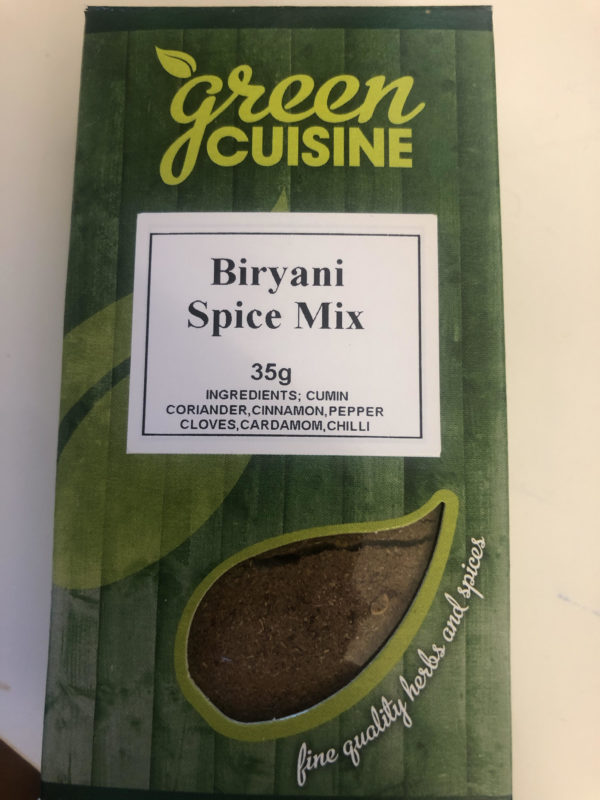 green
CUISINE
Biryani
Spice Mix
35g
INGREDIENTS; CUMIN
CORIANDER,CINNAMON,PEPPER
CLOVES,CARDAMOM,CHILLI
fine quality herbs and spices